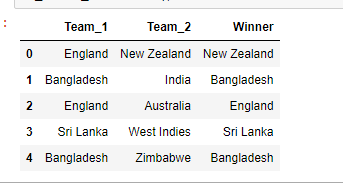 Team_1 Team_2 Winner
0 England New Zealand New Zealand
1 Bangladesh India Bangladesh
2 England Australia England
3 Sri Lanka West Indies Sri Lanka
4 Bangladesh Zimbabwe Bangladesh